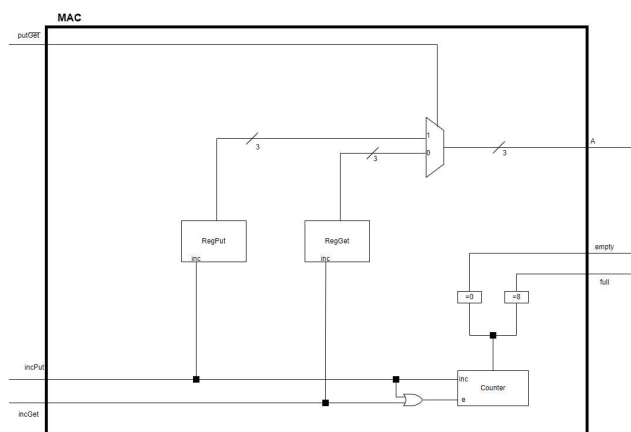 MAC
putGet
1
3
0
3
3
A
RegPut
RegGet
inc
inc
empty
full
=0
=8
incPut
inc
Counter
incGet
e